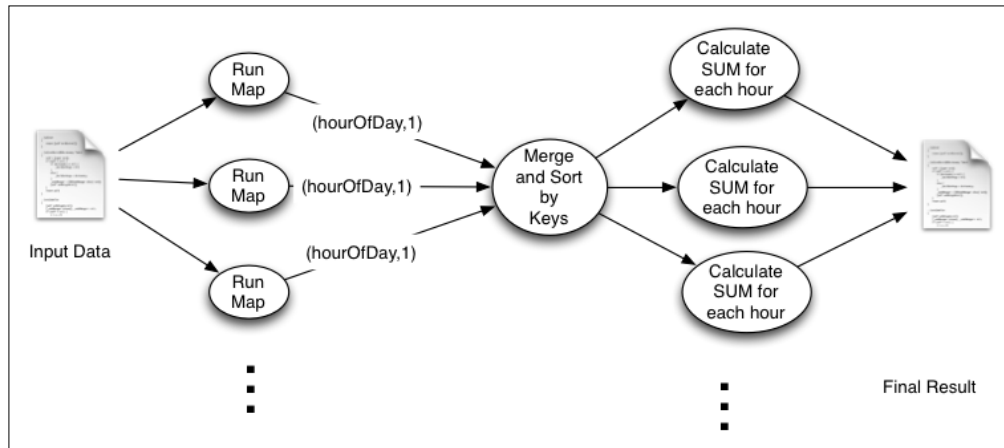 Input Data
Run
Map
Run
Map
Run
Map
(hourOfDay,1)
(hourOfDay,1)
(hourOfDay,1)
Merge
and Sort
by
Keys
Calculate
SUM for
each hour
Calculate
SUM for
each hour
Calculate
SUM for
each hour
Final Result